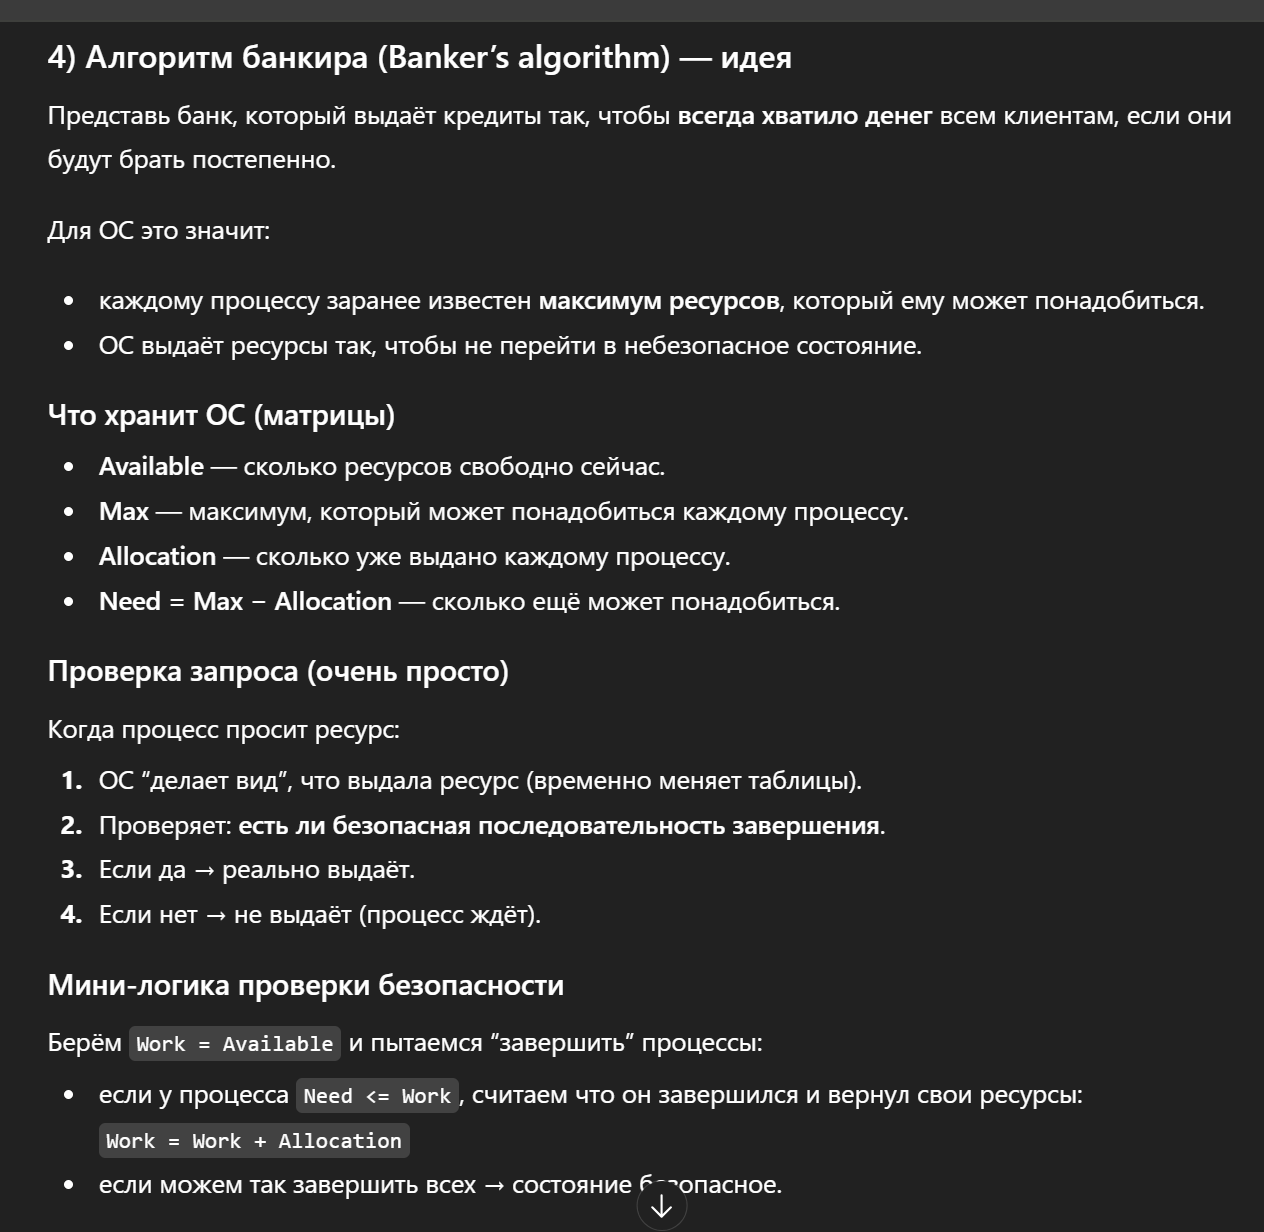 4) Алгоритм банкира (Banker’s algorithm) — идея
Представь банк, который выдаёт кредиты так, чтобы всегда хватило денег всем клиентам, если они
будут брать постепенно.
Для ОС это значит:
• каждому процессу заранее известен максимум ресурсов, который ему может понадобиться.
• ОС выдаёт ресурсы так, чтобы не перейти в небезопасное состояние.
Что хранит ОС (матрицы)
• Available — сколько ресурсов свободно сейчас.
• Max — максимум, который может понадобиться каждому процессу.
• Allocation — сколько уже выдано каждому процессу.
• Need = Max − Allocation — сколько ещё может понадобиться.
Проверка запроса (очень просто)
Когда процесс просит ресурс:
1. ОС “делает вид”, что выдала ресурс (временно меняет таблицы).
2. Проверяет: есть ли безопасная последовательность завершения.
3. Если да → реально выдаёт.
4. Если нет → не выдаёт (процесс ждёт).
Мини-логика проверки безопасности
Берём Work = Available и пытаемся “завершить” процессы:
• если у процесса Need <= Work, считаем что он завершился и вернул свои ресурсы:
Work = Work + Allocation
• если можем так завершить всех → состояние безопасное.